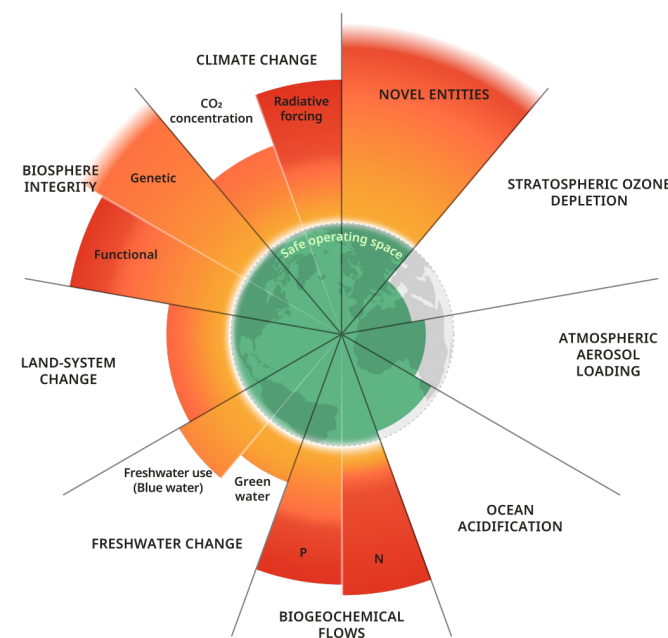 CLIMATE CHANGE
CO₂
concentration
Radiative
forcing
NOVEL ENTITIES
BIOSPHERE
INTEGRITY
Genetic
STRATOSPHERIC OZONE
DEPLETION
Functional
Safe operating space
LAND-SYSTEM
CHANGE
ATMOSPHERIC
AEROSOL
LOADING
Freshwater use
(Blue water)
Green
water
OCEAN
ACIDIFICATION
FRESHWATER CHANGE
P
N
BIOGEOCHEMICAL
FLOWS